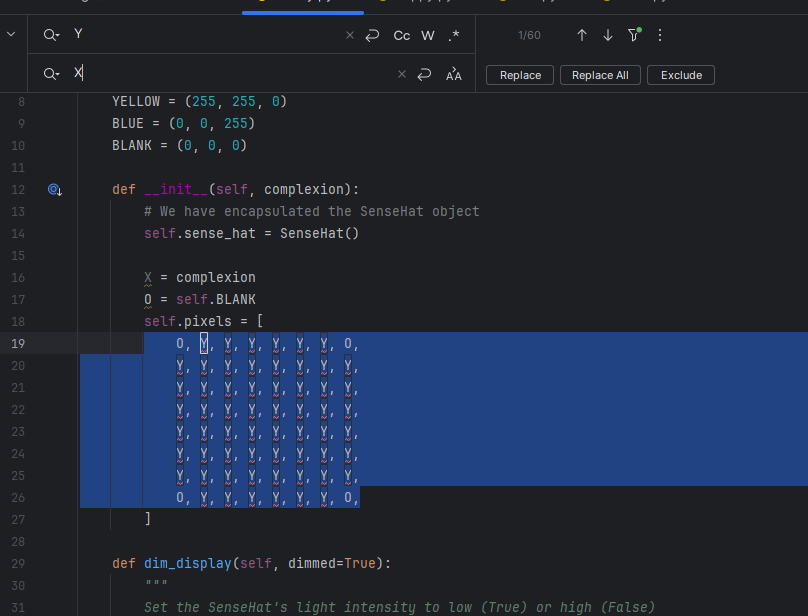 Y × Cc W .* 1/60
X × Replace Replace All Exclude
8 YELLOW = (255, 255, 0)
9 BLUE = (0, 0, 255)
10 BLANK = (0, 0, 0)
11
12 def __init__(self, complexion):
13 # We have encapsulated the SenseHat object
14 self.sense_hat = SenseHat()
15
16 X = complexion
17 O = self.BLANK
18 self.pixels = [
19 O, Y, Y, Y, Y, Y, Y, O,
20 Y, Y, Y, Y, Y, Y, Y, Y,
21 Y, Y, Y, Y, Y, Y, Y, Y,
22 Y, Y, Y, Y, Y, Y, Y, Y,
23 Y, Y, Y, Y, Y, Y, Y, Y,
24 Y, Y, Y, Y, Y, Y, Y, Y,
25 Y, Y, Y, Y, Y, Y, Y, Y,
26 O, Y, Y, Y, Y, Y, Y, O,
27 ]
28
29 def dim_display(self, dimmed=True):
30 """
31 Set the SenseHat's light intensity to low (True) or high (False)